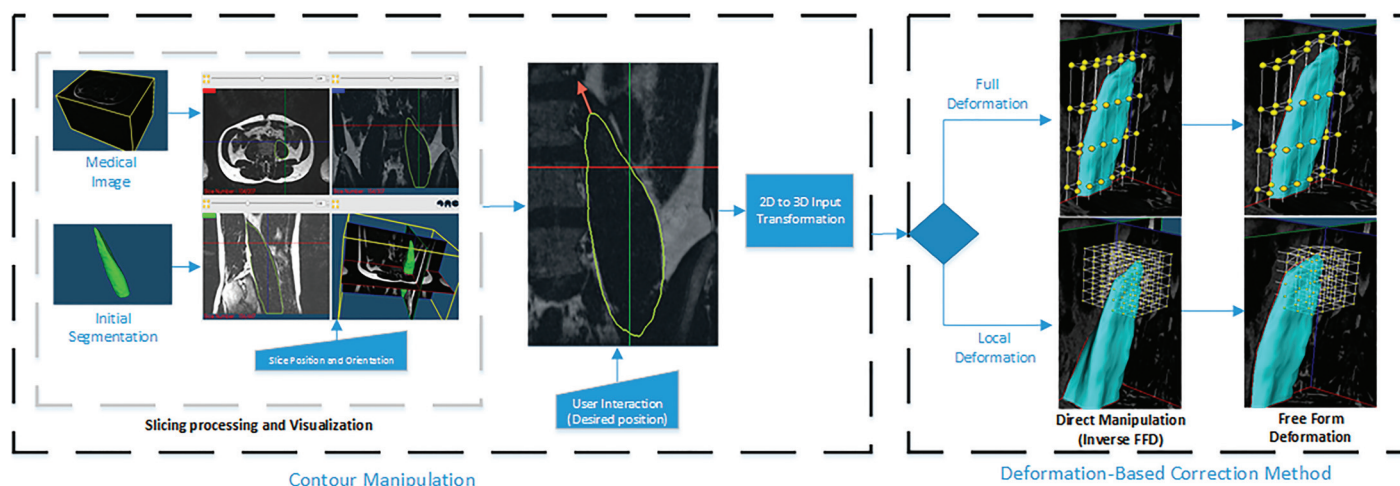 Medical
Image
Initial
Segmentation
Slice Position and Orientation
Slicing processing and Visualization
User Interaction
(Desired position)
2D to 3D Input
Transformation
Contour Manipulation
Full
Deformation
Local
Deformation
Direct Manipulation
(Inverse FFD)
Free Form
Deformation
Deformation-Based Correction Method